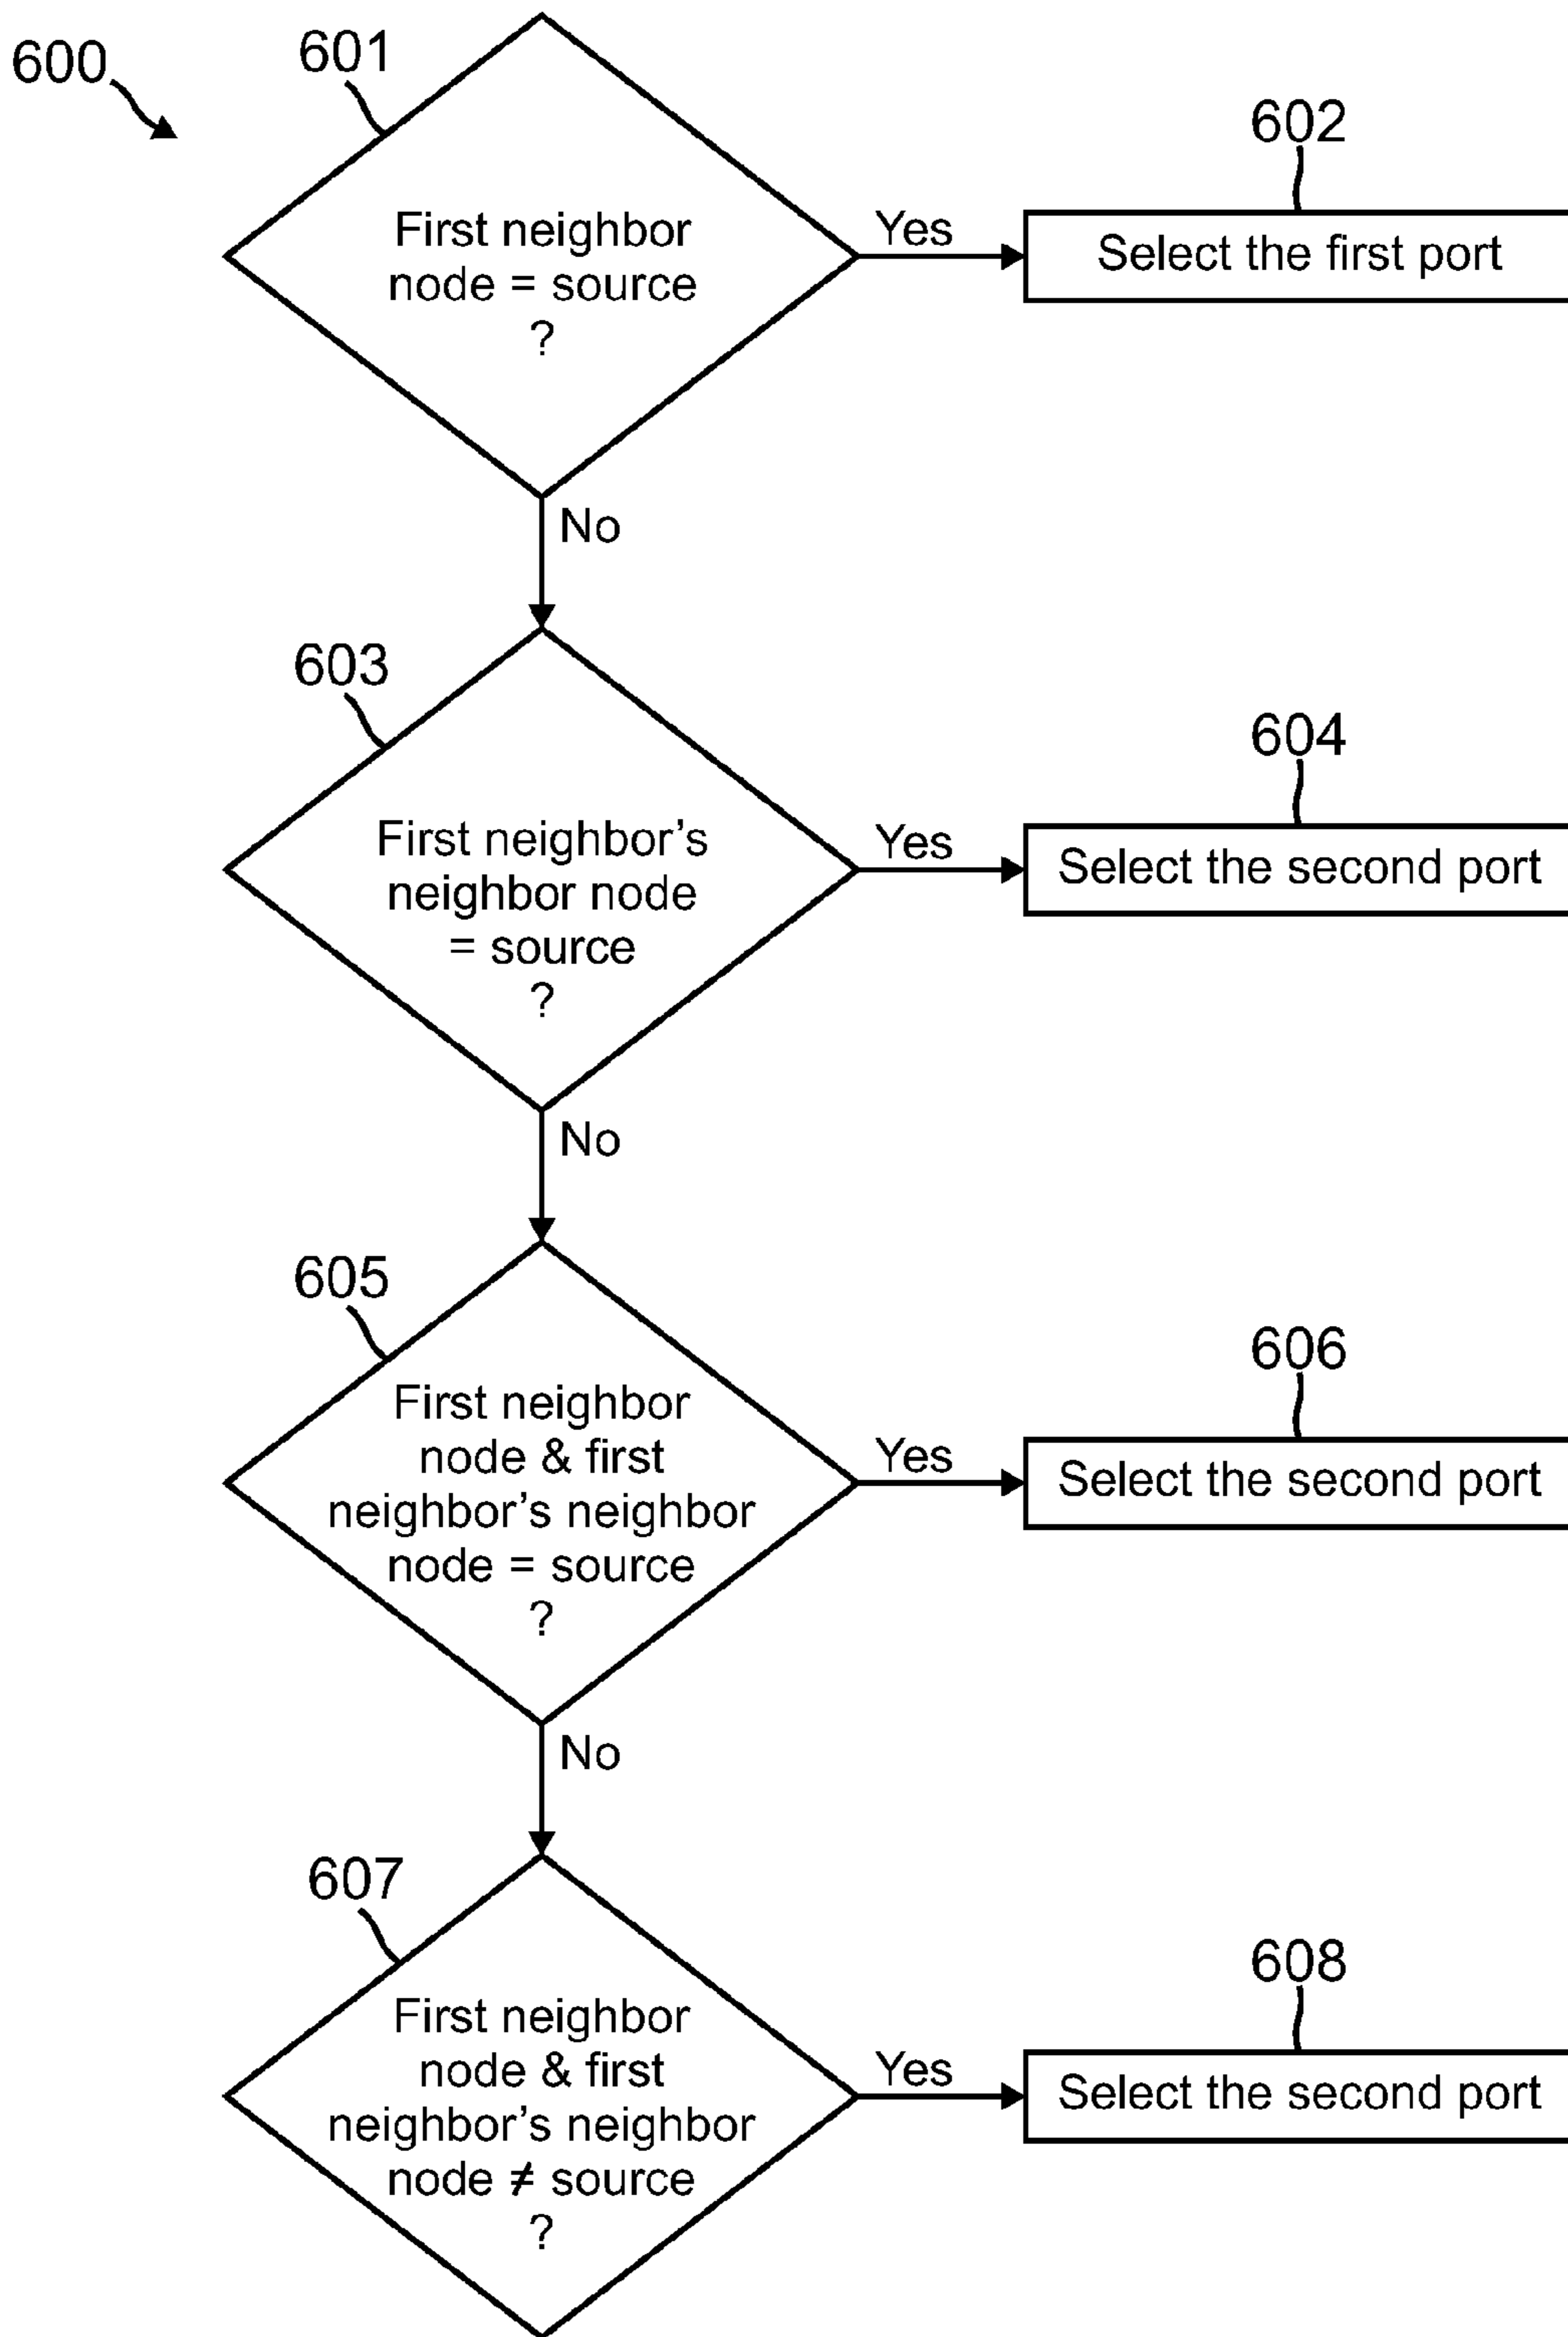 600
601
First neighbor
node = source
?
Yes
602
Select the first port
No
603
First neighbor's
neighbor node
= source
?
Yes
604
Select the second port
No
605
First neighbor
node & first
neighbor's neighbor
node = source
?
Yes
606
Select the second port
No
607
First neighbor
node & first
neighbor's neighbor
node ≠ source
?
Yes
608
Select the second port